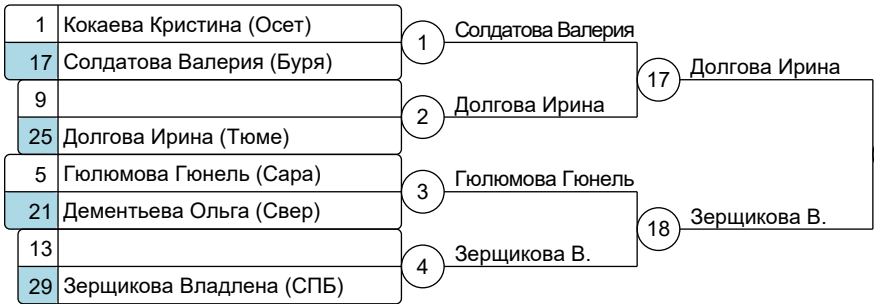 1 Кокаева Кристина (Осет)
17 Солдатова Валерия (Буря)
9
25 Долгова Ирина (Тюме)
5 Гюлюмова Гюнель (Сара)
21 Дементьева Ольга (Свер)
13
29 Зерщикова Владлена (СПБ)
1 Солдатова Валерия
2 Долгова Ирина
3 Гюлюмова Гюнель
4 Зерщикова В.
17 Долгова Ирина
18 Зерщикова В.